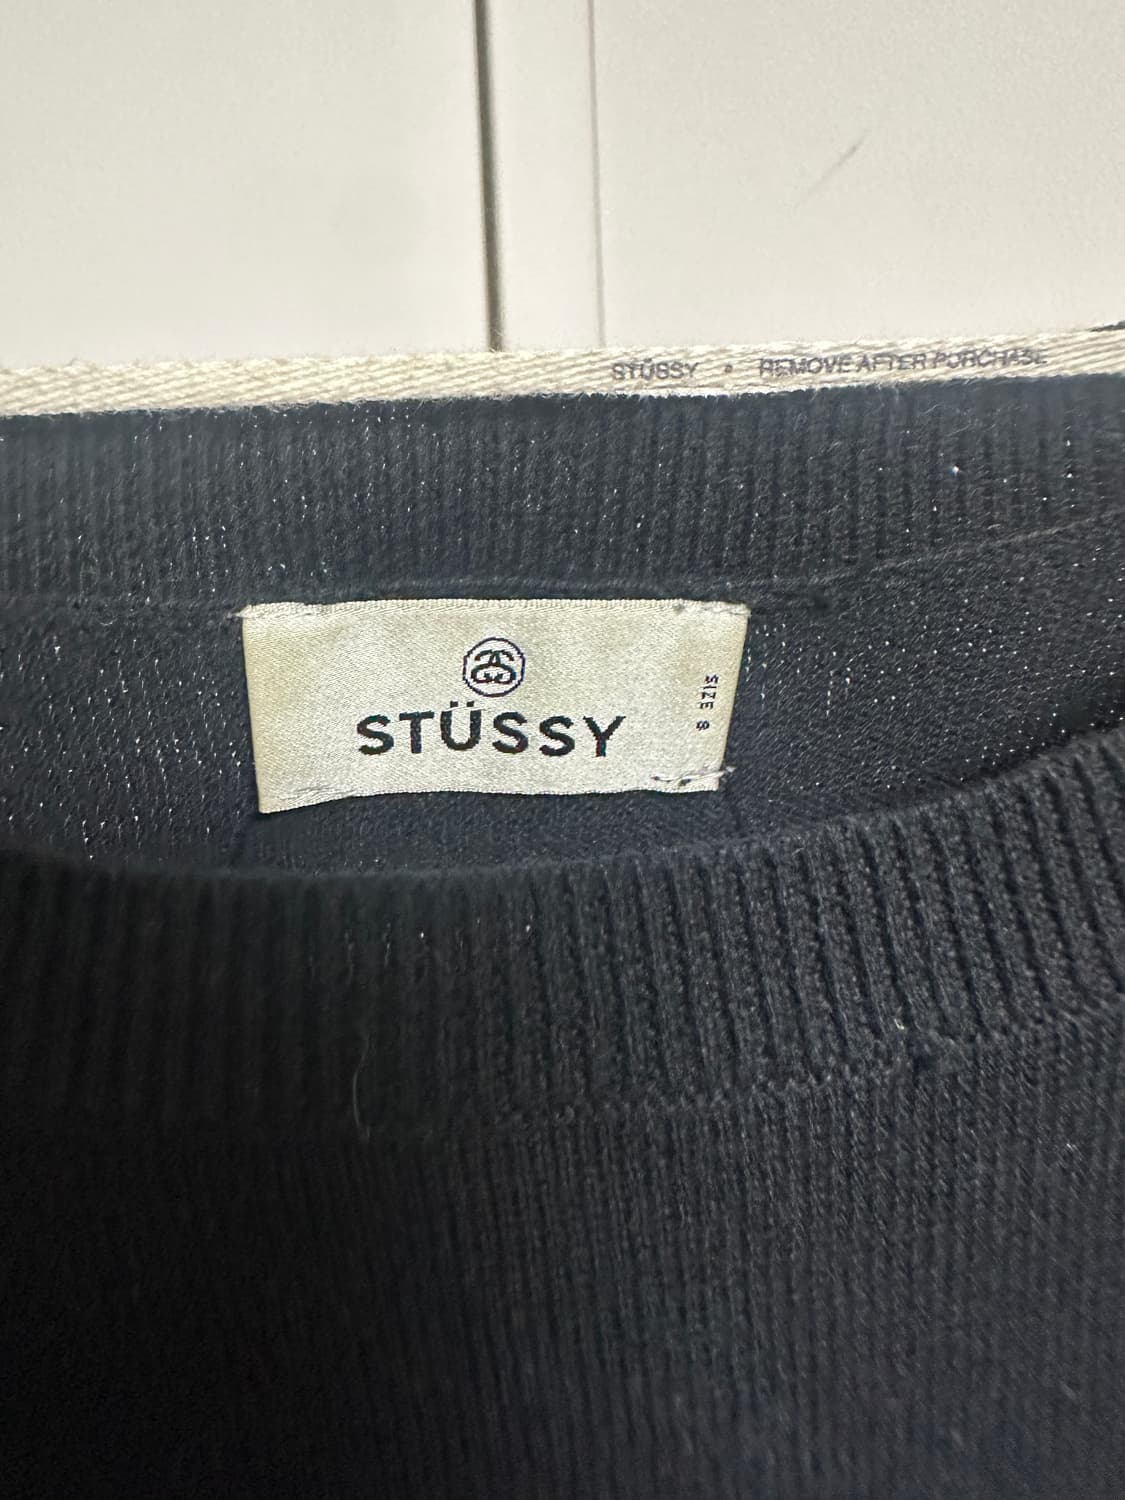 STÜSSY • REMOVE AFTER PURCHASE
STÜSSY
SIZE 8